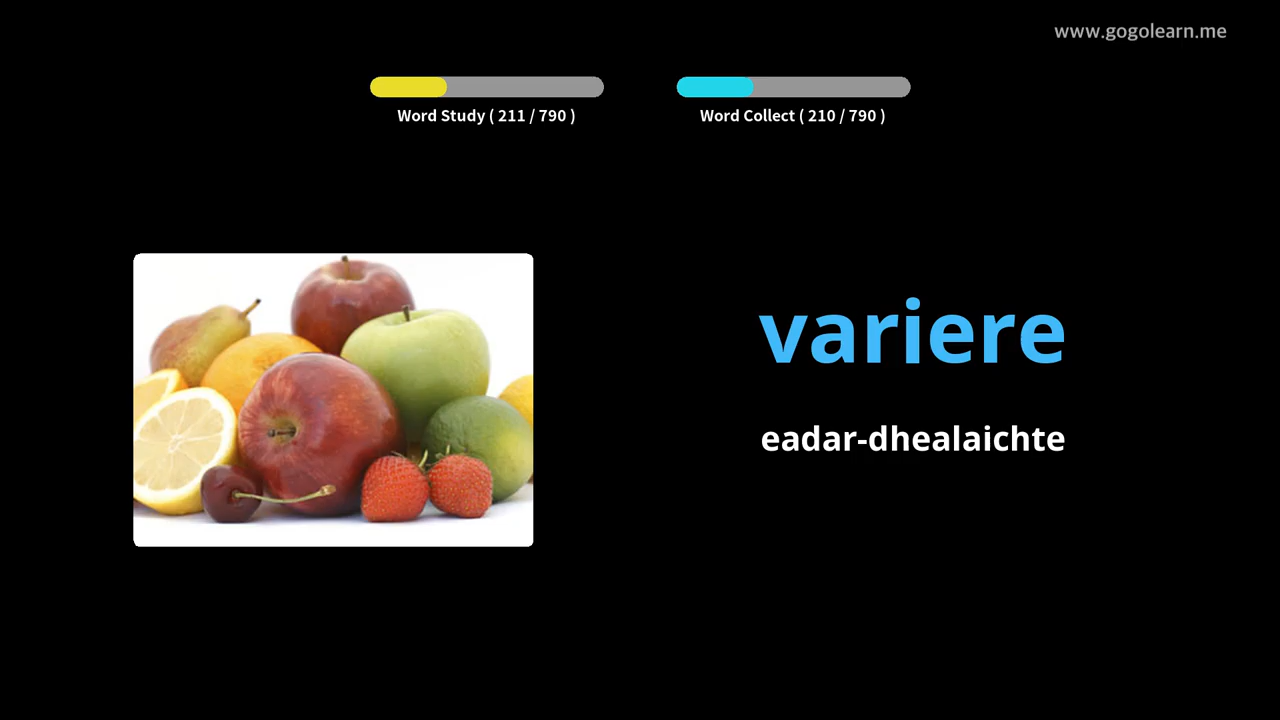 www.gogolearn.me
Word Study ( 211 / 790 )
Word Collect ( 210 / 790 )
variere
eadar-dhealaichte